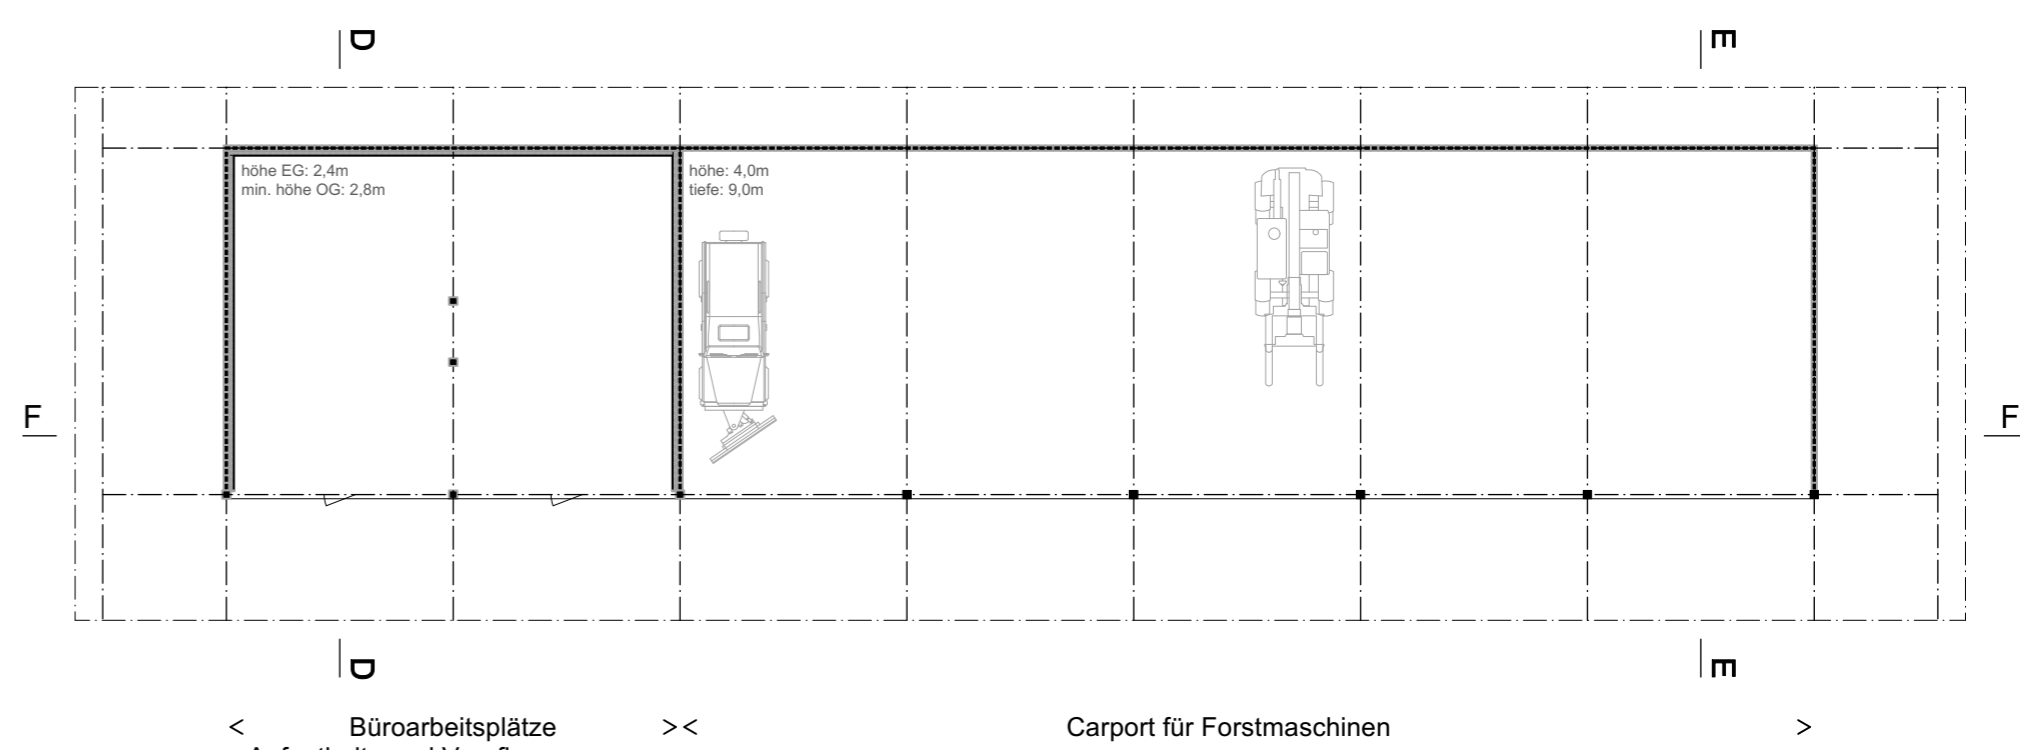 D
E
höhe EG: 2,4m
min. höhe OG: 2,8m
höhe: 4,0m
tiefe: 9,0m
F
F
D
E
< Büroarbeitsplätze >< Carport für Forstmaschinen >